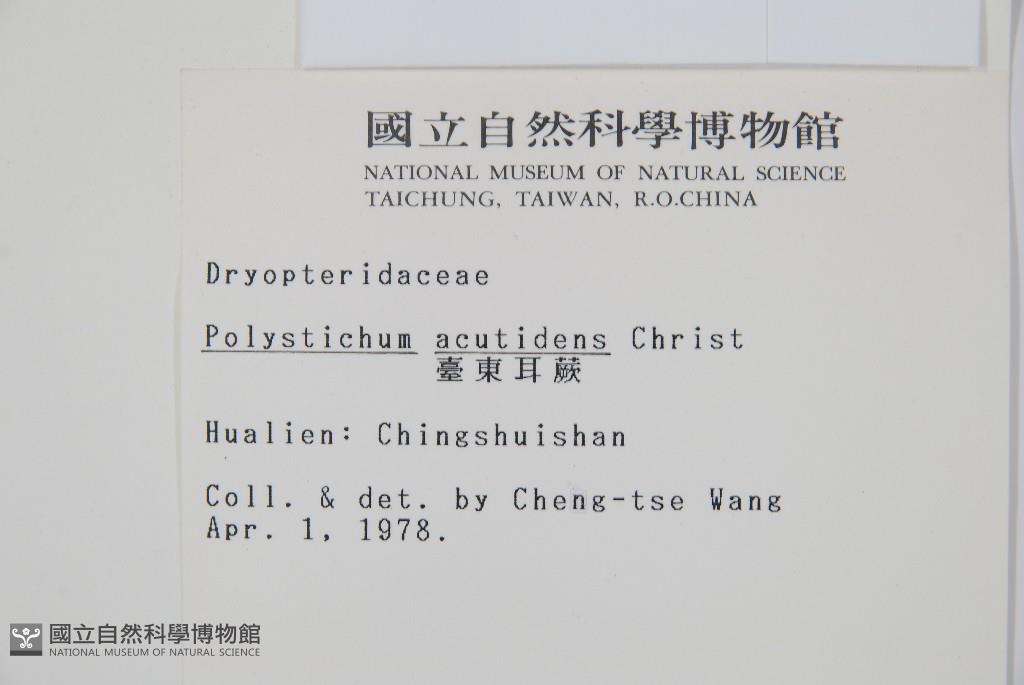 國立自然科學博物館
NATIONAL MUSEUM OF NATURAL SCIENCE
TAICHUNG, TAIWAN, R.O.CHINA
Dryopteridaceae
Polystichum acutidens Christ
臺東耳蕨
Hualien: Chingshuishan
Coll. & det. by Cheng-tse Wang
Apr. 1, 1978.
國立自然科學博物館
NATIONAL MUSEUM OF NATURAL SCIENCE